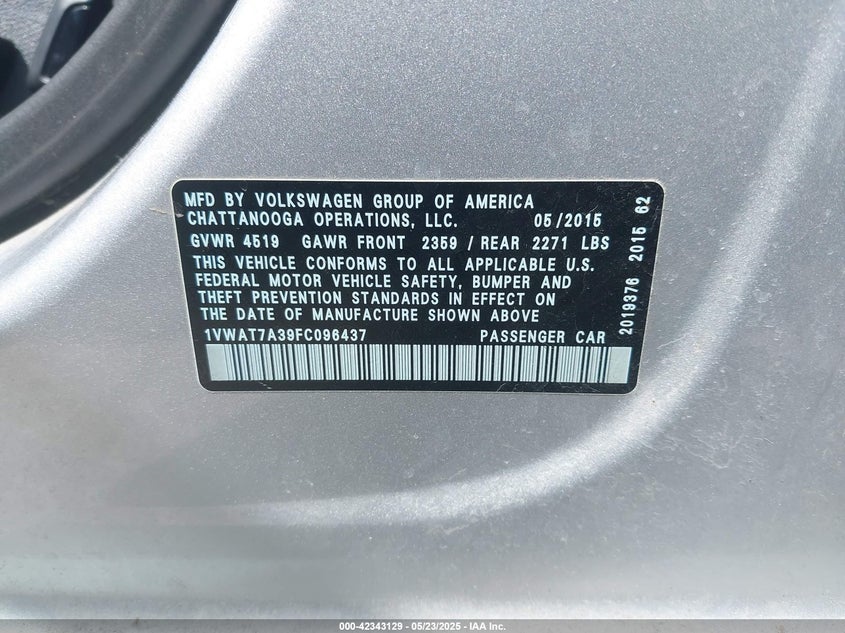 MFD BY VOLKSWAGEN GROUP OF AMERICA
CHATTANOOGA OPERATIONS, LLC. 05/2015
GVWR 4519 GAWR FRONT 2359 / REAR 2271 LBS
THIS VEHICLE CONFORMS TO ALL APPLICABLE U.S.
FEDERAL MOTOR VEHICLE SAFETY, BUMPER AND
THEFT PREVENTION STANDARDS IN EFFECT ON
THE DATE OF MANUFACTURE SHOWN ABOVE
1VWAT7A39FC096437 PASSENGER CAR
2019376 2015 62
000-42343129 - 05/23/2025 - IAA Inc.